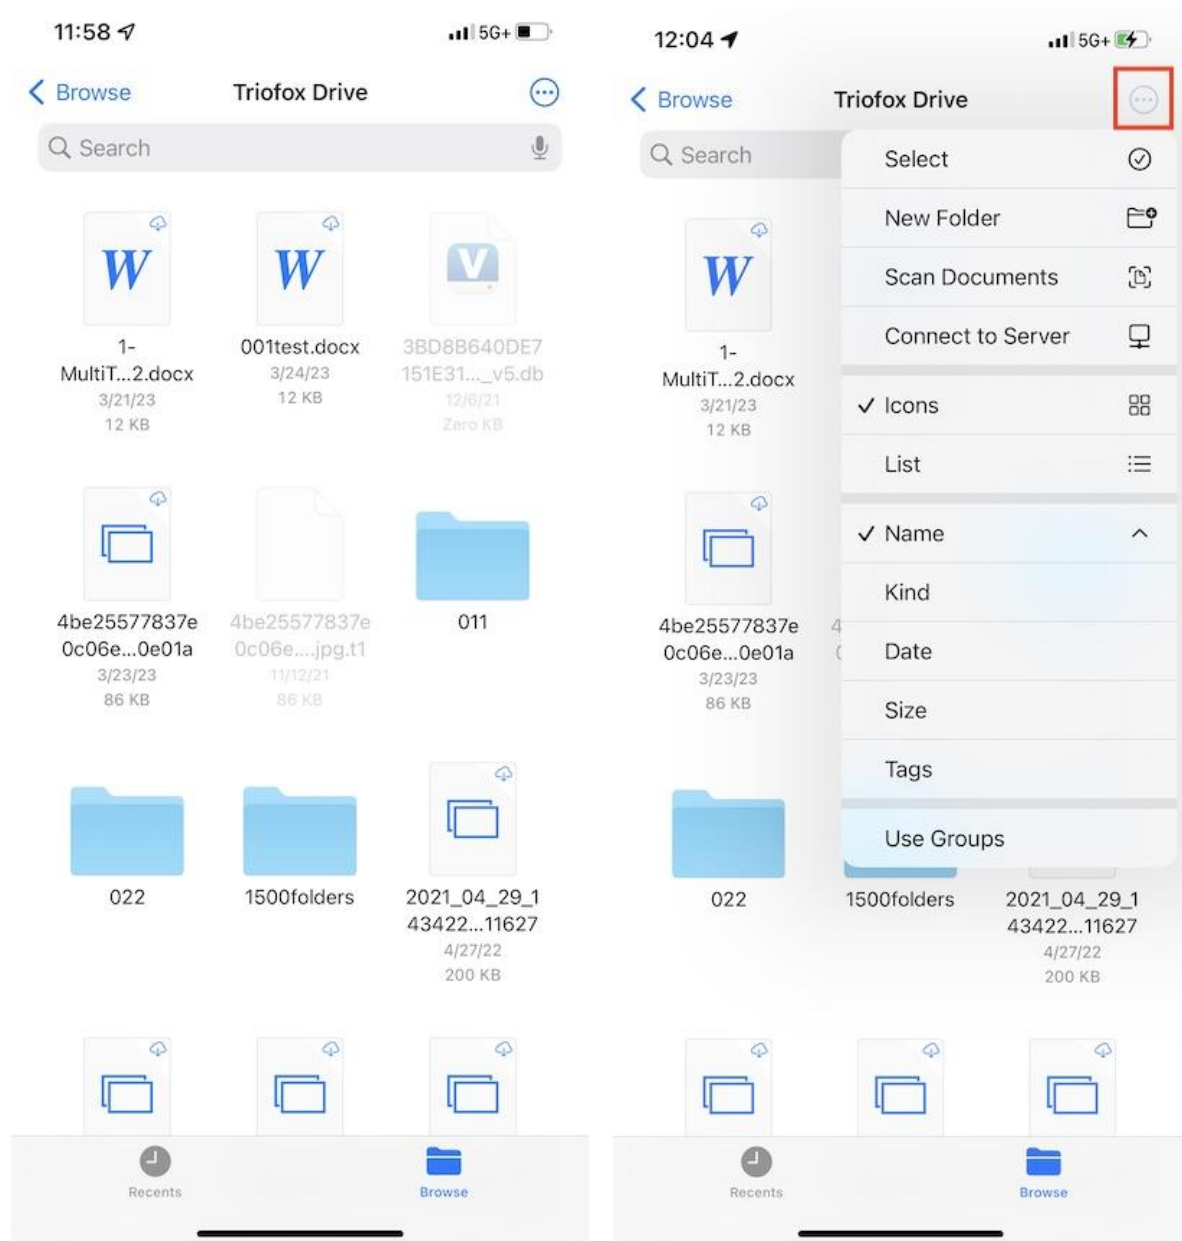 11:58
5G+
Browse
Triofox Drive
Search
W
W
V
1-
MultiT...2.docx
3/21/23
12 KB
001test.docx
3/24/23
12 KB
3BD8B640DE7
151E31..._v5.db
12/6/21
Zero KB
4be25577837e
0c06e...0e01a
3/23/23
86 KB
4be25577837e
0c06e....jpg.t1
11/12/21
86 KB
011
022
1500folders
2021_04_29_1
43422...11627
4/27/22
200 KB
Recents
Browse
12:04
5G+
Browse
Triofox Drive
Search
Select
New Folder
Scan Documents
Connect to Server
Icons
List
Name
Kind
Date
Size
Tags
Use Groups
W
1-
MultiT...2.docx
3/21/23
12 KB
4be25577837e
0c06e...0e01a
3/23/23
86 KB
4
022
1500folders
2021_04_29_1
43422...11627
4/27/22
200 KB
Recents
Browse